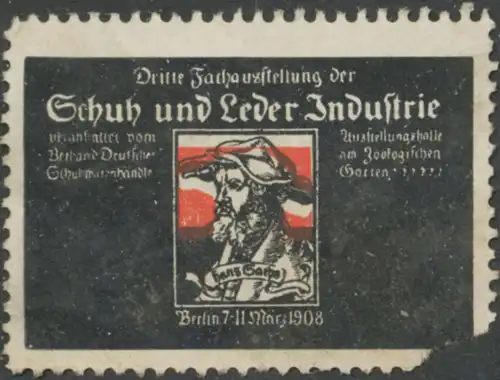 Dritte Fachausstellung der
Schuh und Leder Industrie
veranstaltet vom
Verband Deutscher
Schuhwarenhändler
Ausstellungshalle
am Zoologischen
Garten
Hans Sachs
Berlin 7-11 März 1908